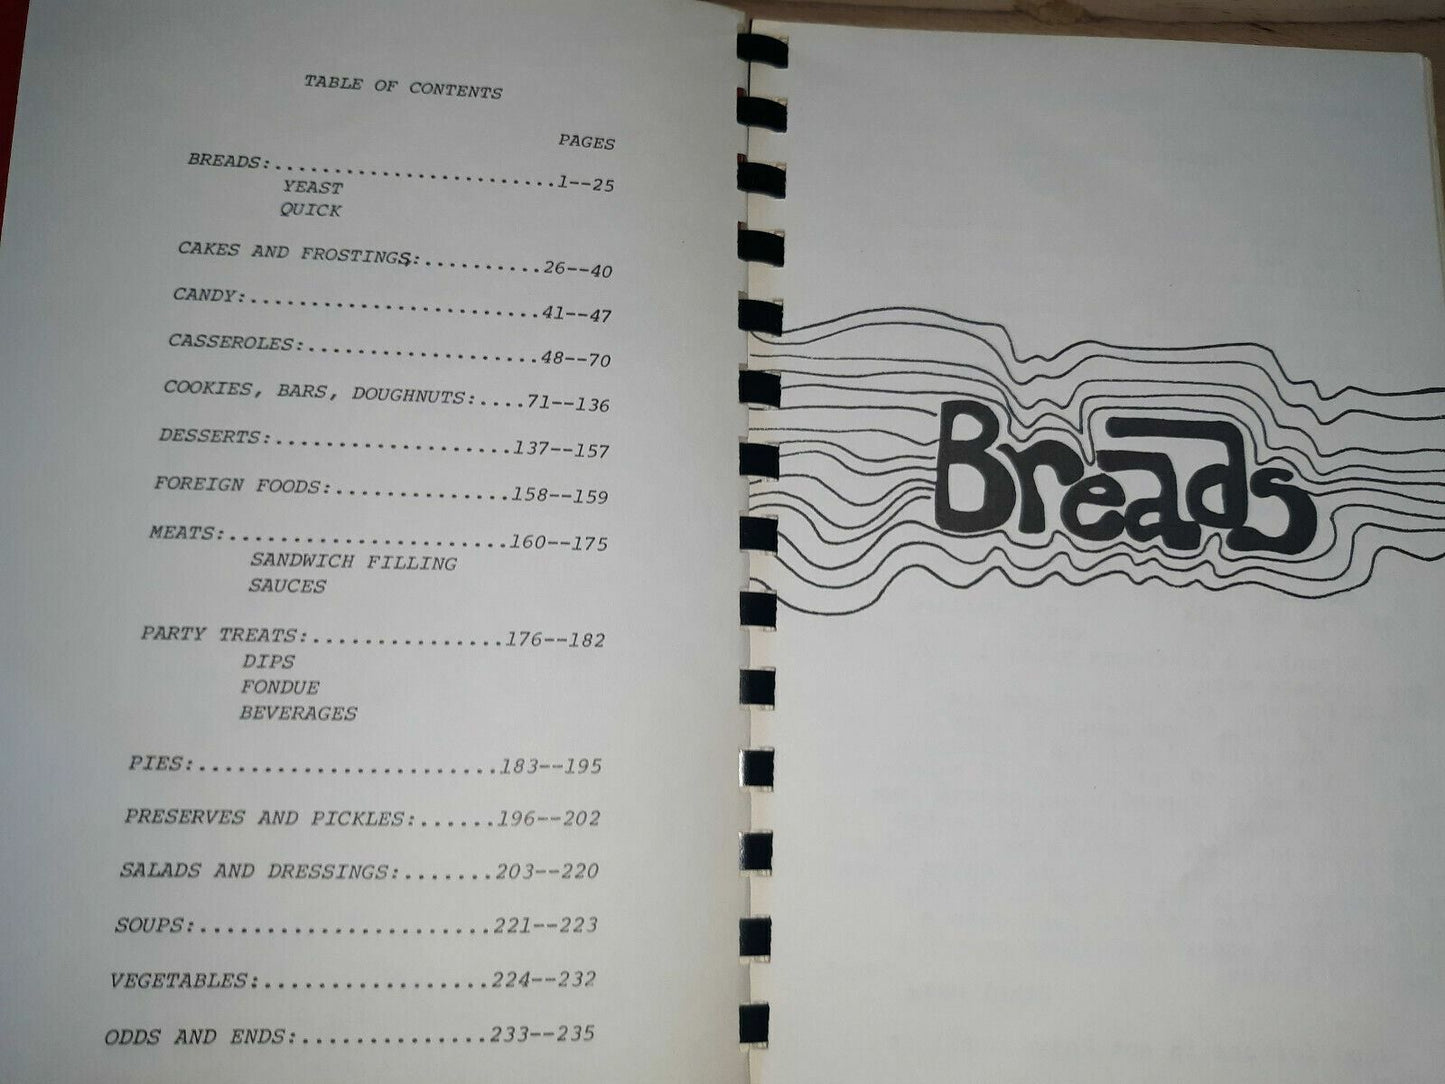 TABLE OF CONTENTS
PAGES
BREADS:.......................1--25
YEAST
QUICK
CAKES AND FROSTINGS:..........26--40
CANDY:........................41--47
CASSEROLES:...................48--70
COOKIES, BARS, DOUGHNUTS:....71--136
DESSERTS:...................137--157
FOREIGN FOODS:..............158--159
MEATS:......................160--175
SANDWICH FILLING
SAUCES
PARTY TREATS:...............176--182
DIPS
FONDUE
BEVERAGES
PIES:.......................183--195
PRESERVES AND PICKLES:......196--202
SALADS AND DRESSINGS:.......203--220
SOUPS:......................221--223
VEGETABLES:.................224--232
ODDS AND ENDS:..............233--235
Breads